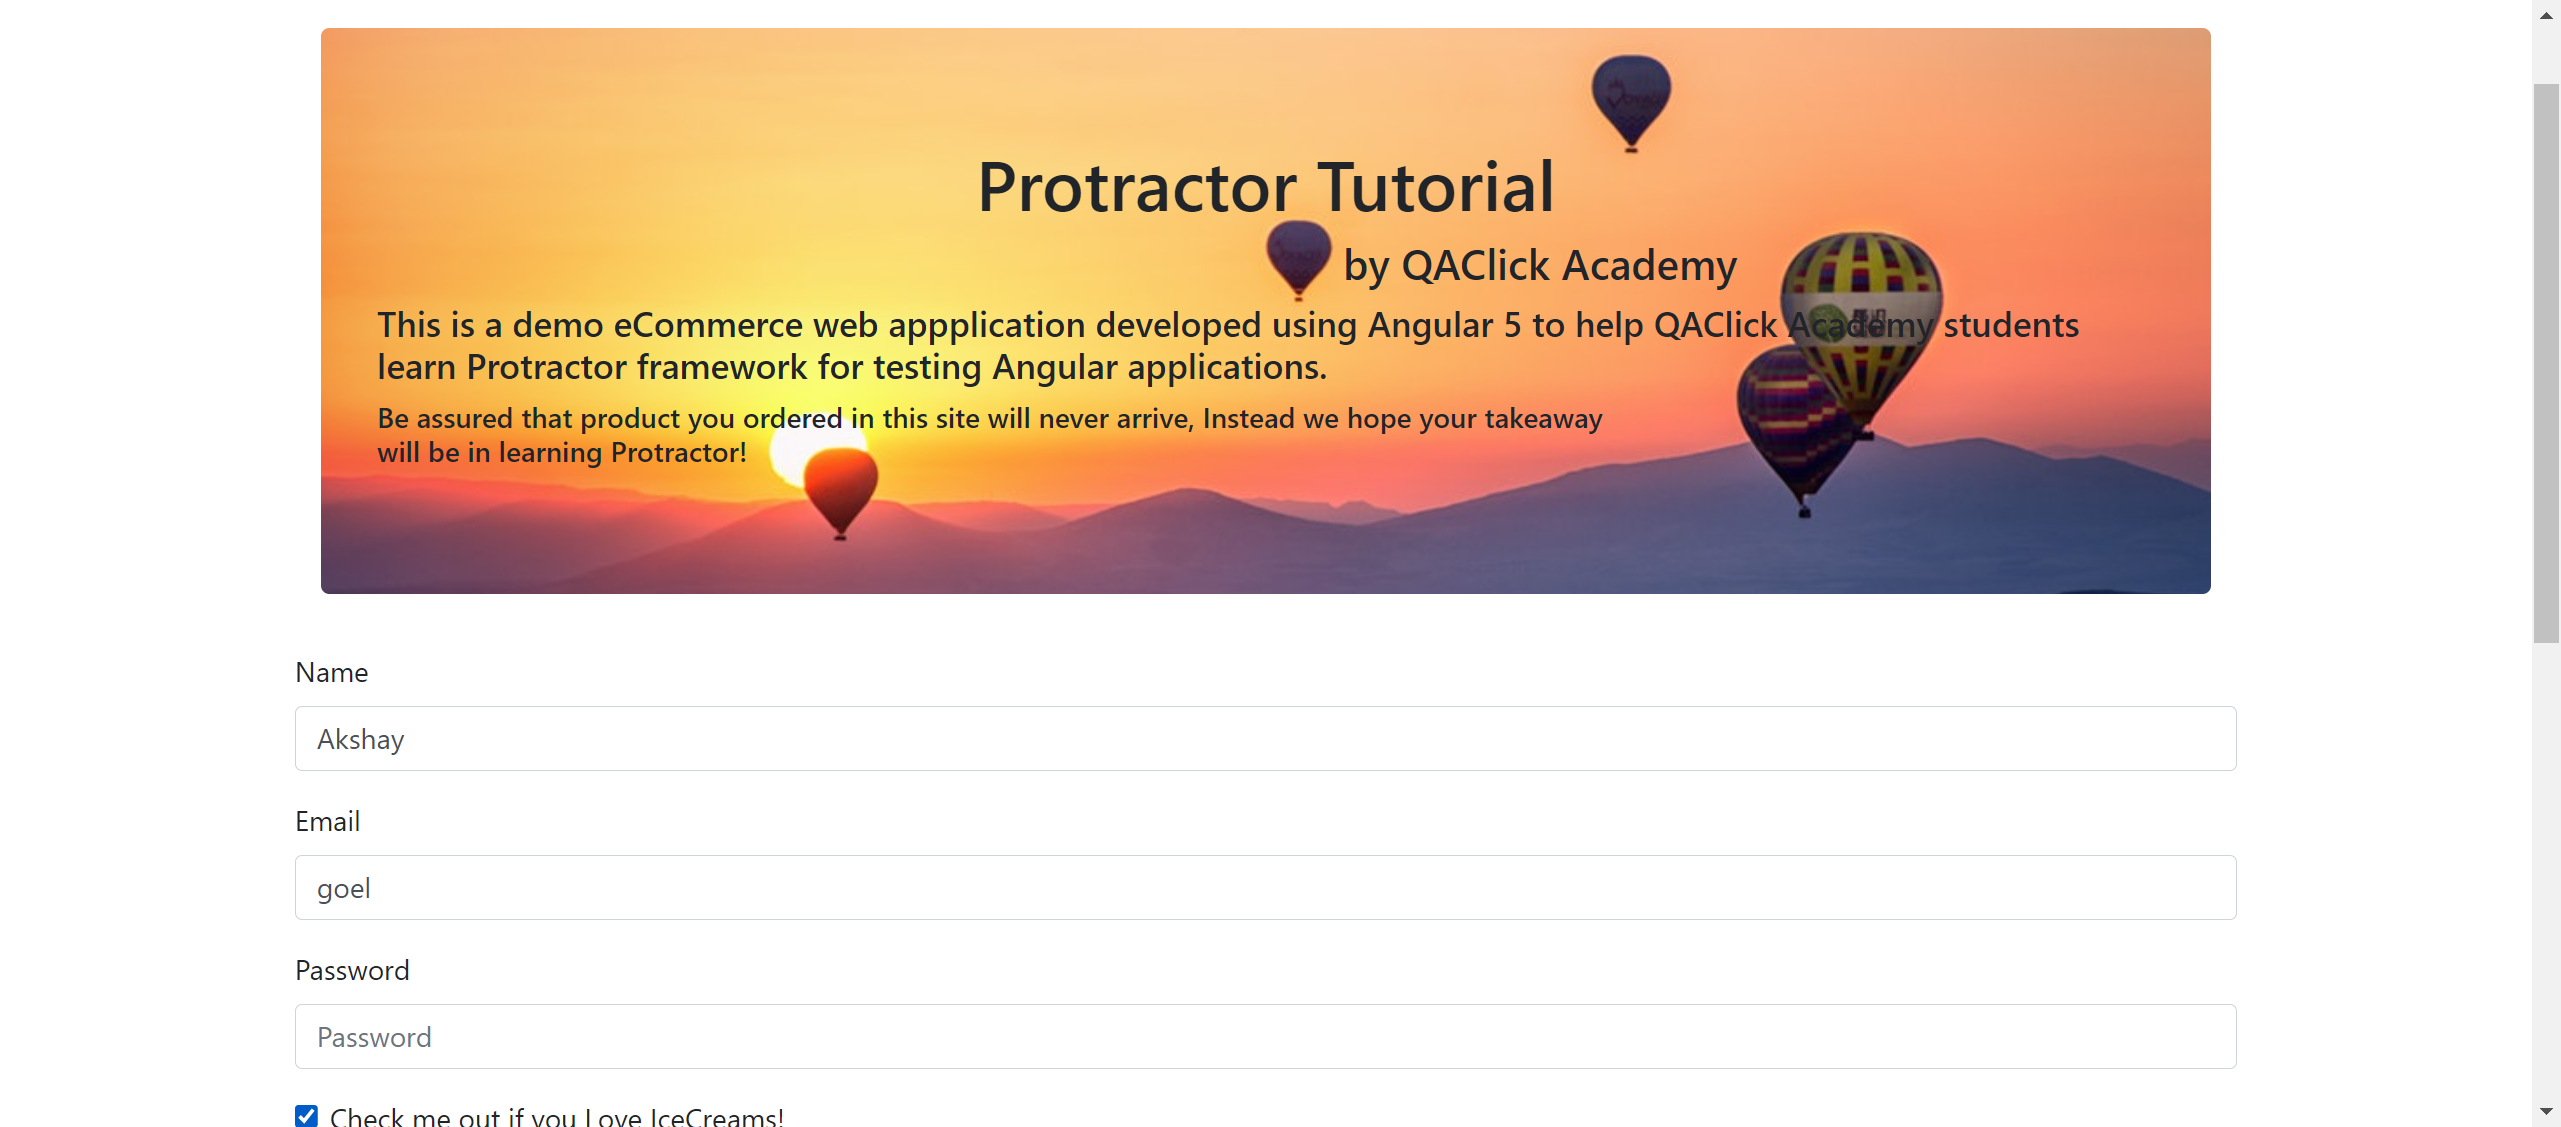 Protractor Tutorial
by QAClick Academy
This is a demo eCommerce web appplication developed using Angular 5 to help QAClick Academy students
learn Protractor framework for testing Angular applications.
Be assured that product you ordered in this site will never arrive, Instead we hope your takeaway
will be in learning Protractor!
Name
Akshay
Email
goel
Password
Password
Check me out if you Love IceCreams!